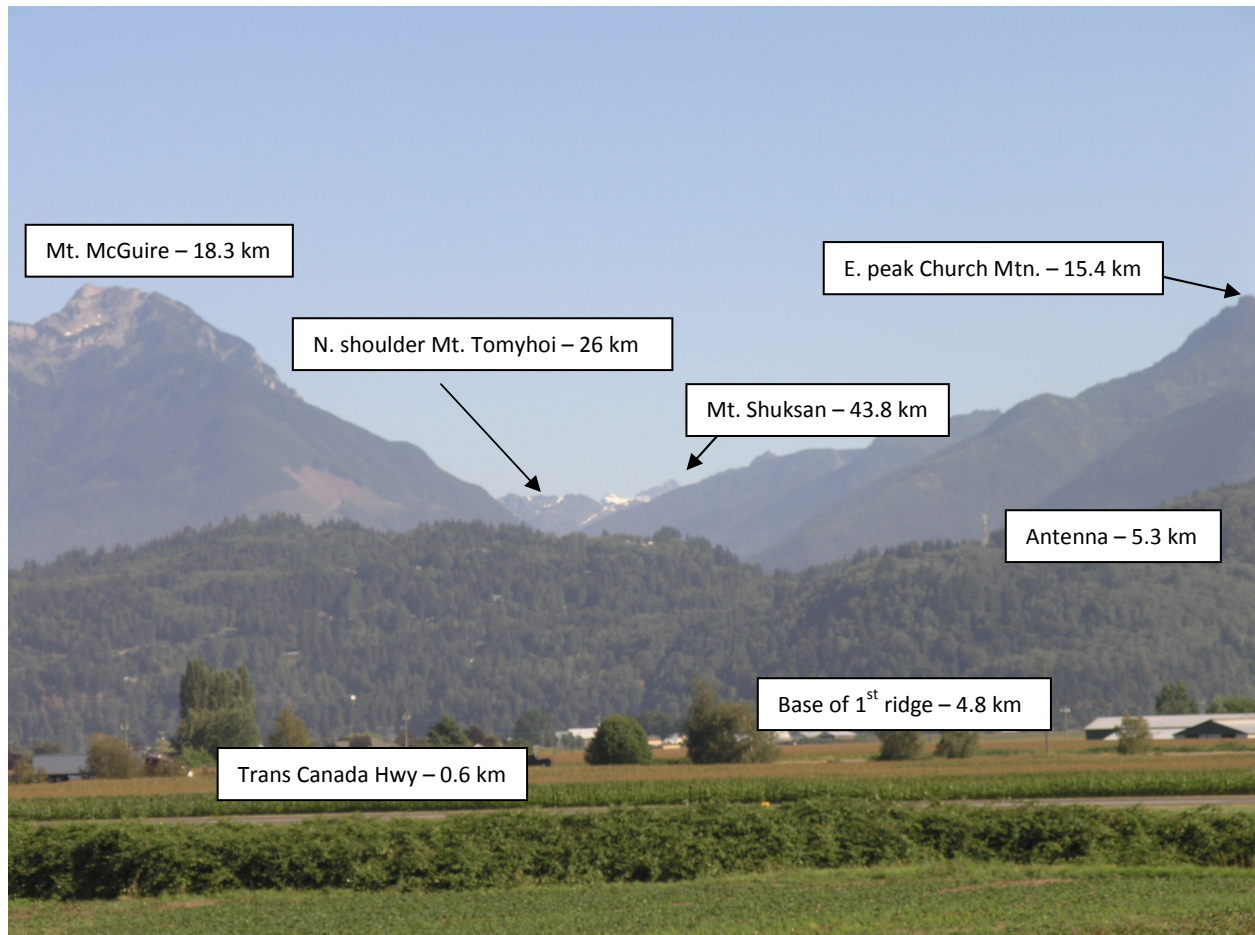 Mt. McGuire – 18.3 km
E. peak Church Mtn. – 15.4 km
N. shoulder Mt. Tomyhoi – 26 km
Mt. Shuksan – 43.8 km
Antenna – 5.3 km
Base of 1st ridge – 4.8 km
Trans Canada Hwy – 0.6 km